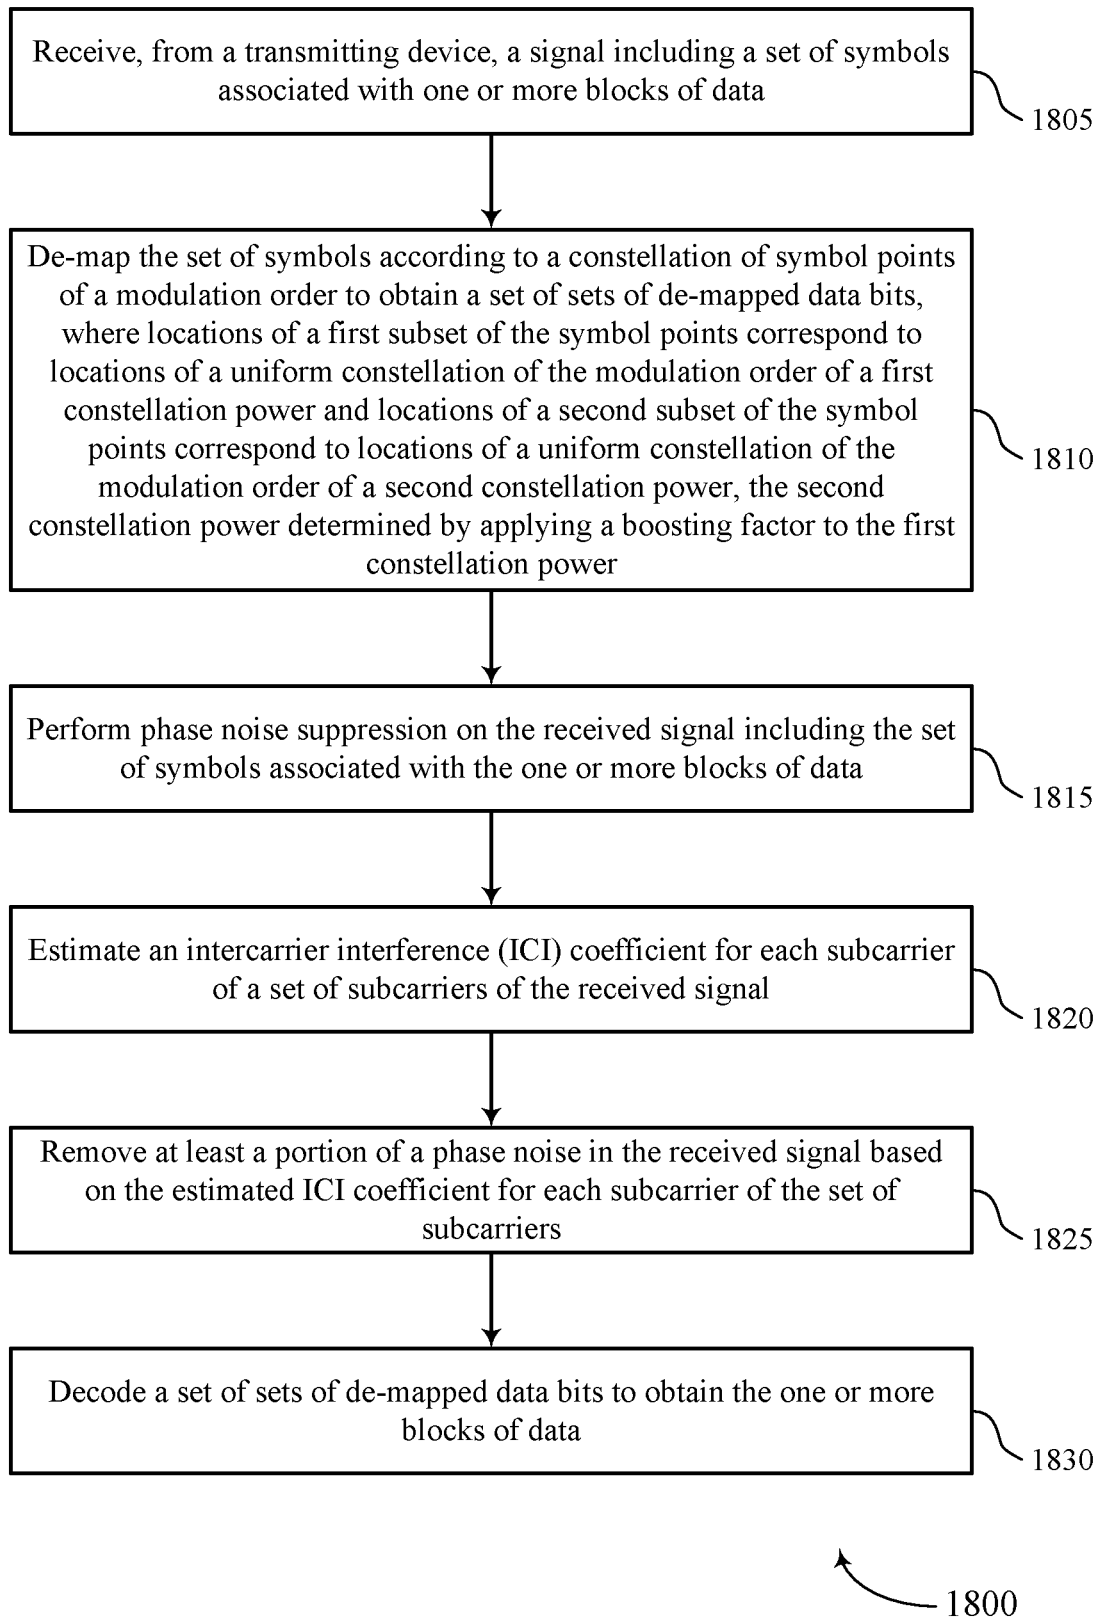 Receive, from a transmitting device, a signal including a set of symbols
associated with one or more blocks of data
1805
De-map the set of symbols according to a constellation of symbol points
of a modulation order to obtain a set of sets of de-mapped data bits,
where locations of a first subset of the symbol points correspond to
locations of a uniform constellation of the modulation order of a first
constellation power and locations of a second subset of the symbol
points correspond to locations of a uniform constellation of the
modulation order of a second constellation power, the second
constellation power determined by applying a boosting factor to the first
constellation power
1810
Perform phase noise suppression on the received signal including the set
of symbols associated with the one or more blocks of data
1815
Estimate an intercarrier interference (ICI) coefficient for each subcarrier
of a set of subcarriers of the received signal
1820
Remove at least a portion of a phase noise in the received signal based
on the estimated ICI coefficient for each subcarrier of the set of
subcarriers
1825
Decode a set of sets of de-mapped data bits to obtain the one or more
blocks of data
1830
1800